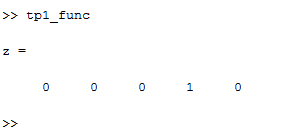 >> tp1_func
z =
0 0 0 1 0
>>